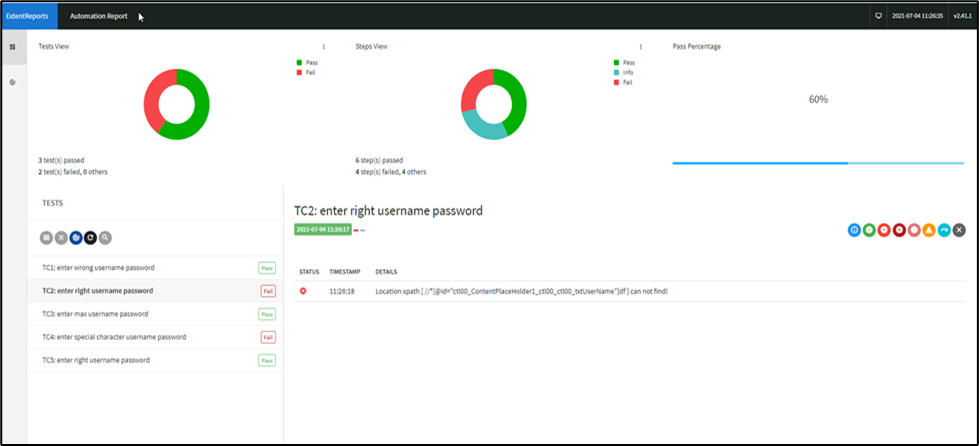 ExtentReports Automation Report 2021-07-04 11:26:35 v2.41.1
Tests View
Pass
Fail
3 test(s) passed
2 test(s) failed, 0 others
Steps View
Pass
Info
Fail
6 step(s) passed
4 step(s) failed, 4 others
Pass Percentage
60%
TESTS
TC1: enter wrong username password Pass
TC2: enter right username password Fail
TC3: enter max username password Pass
TC4: enter special character username password Fail
TC5: enter right username password Pass
TC2: enter right username password
2021-07-04 11:26:17
STATUS TIMESTAMP DETAILS
11:26:18 Location xpath [ //*[@id="ctl00_ContentPlaceHolder1_ctl00_ctl00_txtUserName"]df ] can not find!